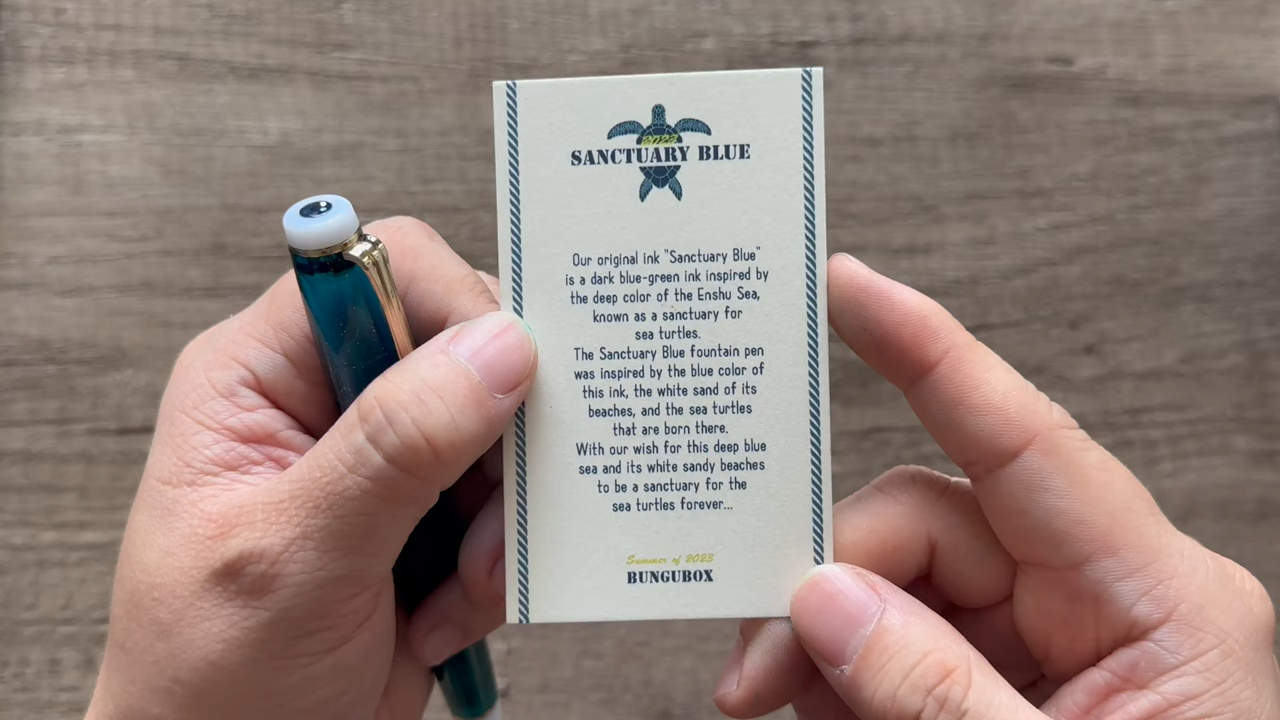 2023
SANCTUARY BLUE
Our original ink "Sanctuary Blue"
is a dark blue-green ink inspired by
the deep color of the Enshu Sea,
known as a sanctuary for
sea turtles.
The Sanctuary Blue fountain pen
was inspired by the blue color of
this ink, the white sand of its
beaches, and the sea turtles
that are born there.
With our wish for this deep blue
sea and its white sandy beaches
to be a sanctuary for the
sea turtles forever...
Summer of 2023
BUNGUBOX